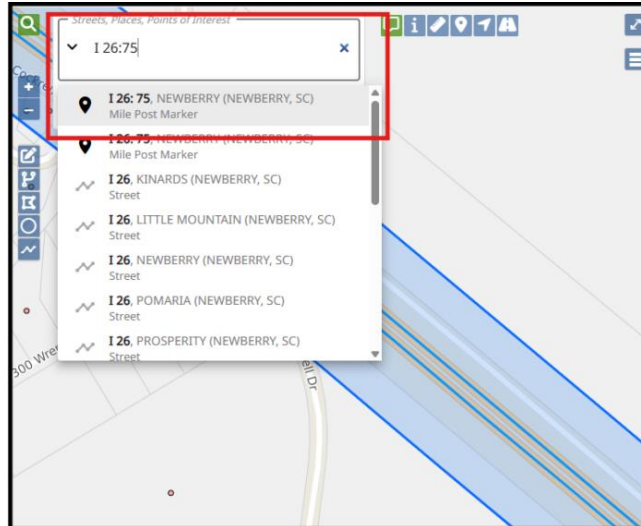 Streets, Places, Points of Interest
I 26:75
I 26: 75, NEWBERRY (NEWBERRY, SC)
Mile Post Marker
I 26: 75, NEWBERRY (NEWBERRY, SC)
Mile Post Marker
I 26, KINARDS (NEWBERRY, SC)
Street
I 26, LITTLE MOUNTAIN (NEWBERRY, SC)
Street
I 26, NEWBERRY (NEWBERRY, SC)
Street
I 26, POMARIA (NEWBERRY, SC)
Street
I 26, PROSPERITY (NEWBERRY, SC)
Street
300 Wre
ell Dr